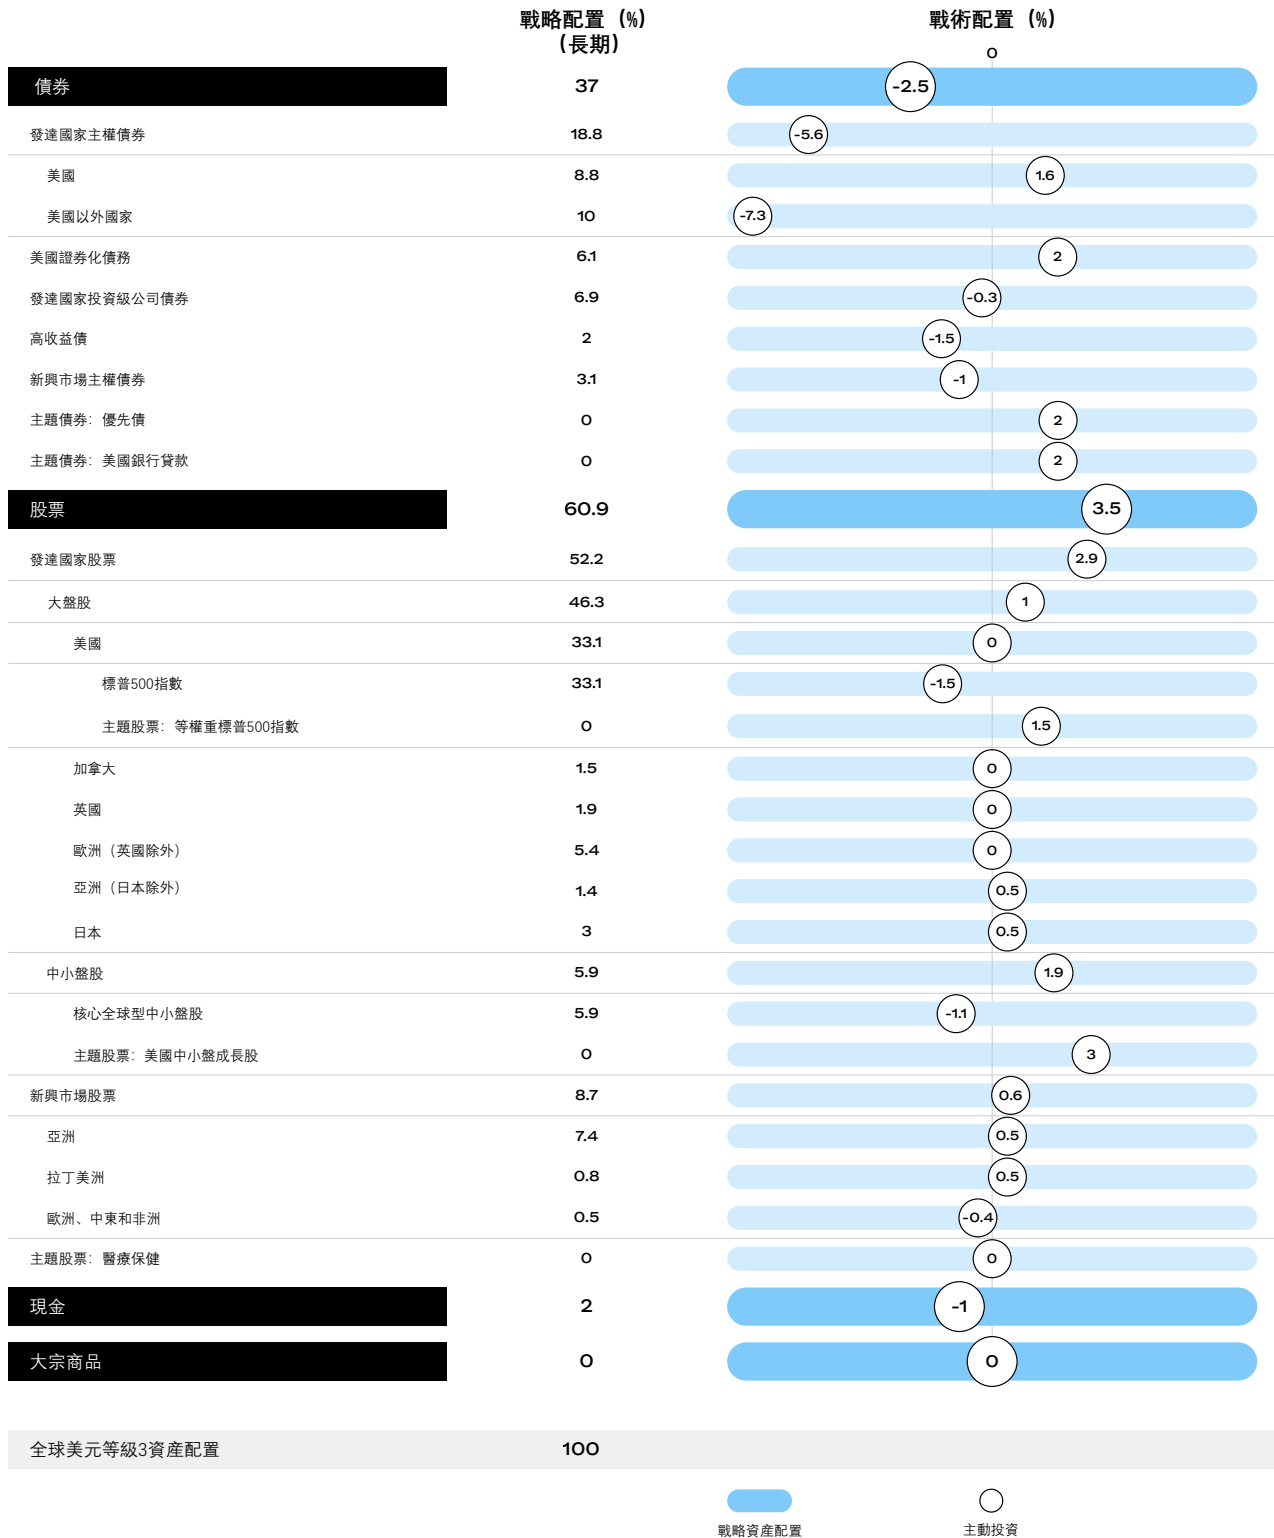 戰略配置 (%)
(長期)
戰術配置 (%)
0
債券 37 -2.5
發達國家主權債券 18.8 -5.6
美國 8.8 1.6
美國以外國家 10 -7.3
美國證券化債務 6.1 2
發達國家投資級公司債券 6.9 -0.3
高收益債 2 -1.5
新興市場主權債券 3.1 -1
主題債券：優先債 0 2
主題債券：美國銀行貸款 0 2
股票 60.9 3.5
發達國家股票 52.2 2.9
大盤股 46.3 1
美國 33.1 0
標普500指數 33.1 -1.5
主題股票：等權重標普500指數 0 1.5
加拿大 1.5 0
英國 1.9 0
歐洲（英國除外） 5.4 0
亞洲（日本除外） 1.4 0.5
日本 3 0.5
中小盤股 5.9 1.9
核心全球型中小盤股 5.9 -1.1
主題股票：美國中小盤成長股 0 3
新興市場股票 8.7 0.6
亞洲 7.4 0.5
拉丁美洲 0.8 0.5
歐洲、中東和非洲 0.5 -0.4
主題股票：醫療保健 0 0
現金 2 -1
大宗商品 0 0
全球美元等級3資產配置 100
戰略資產配置 主動投資